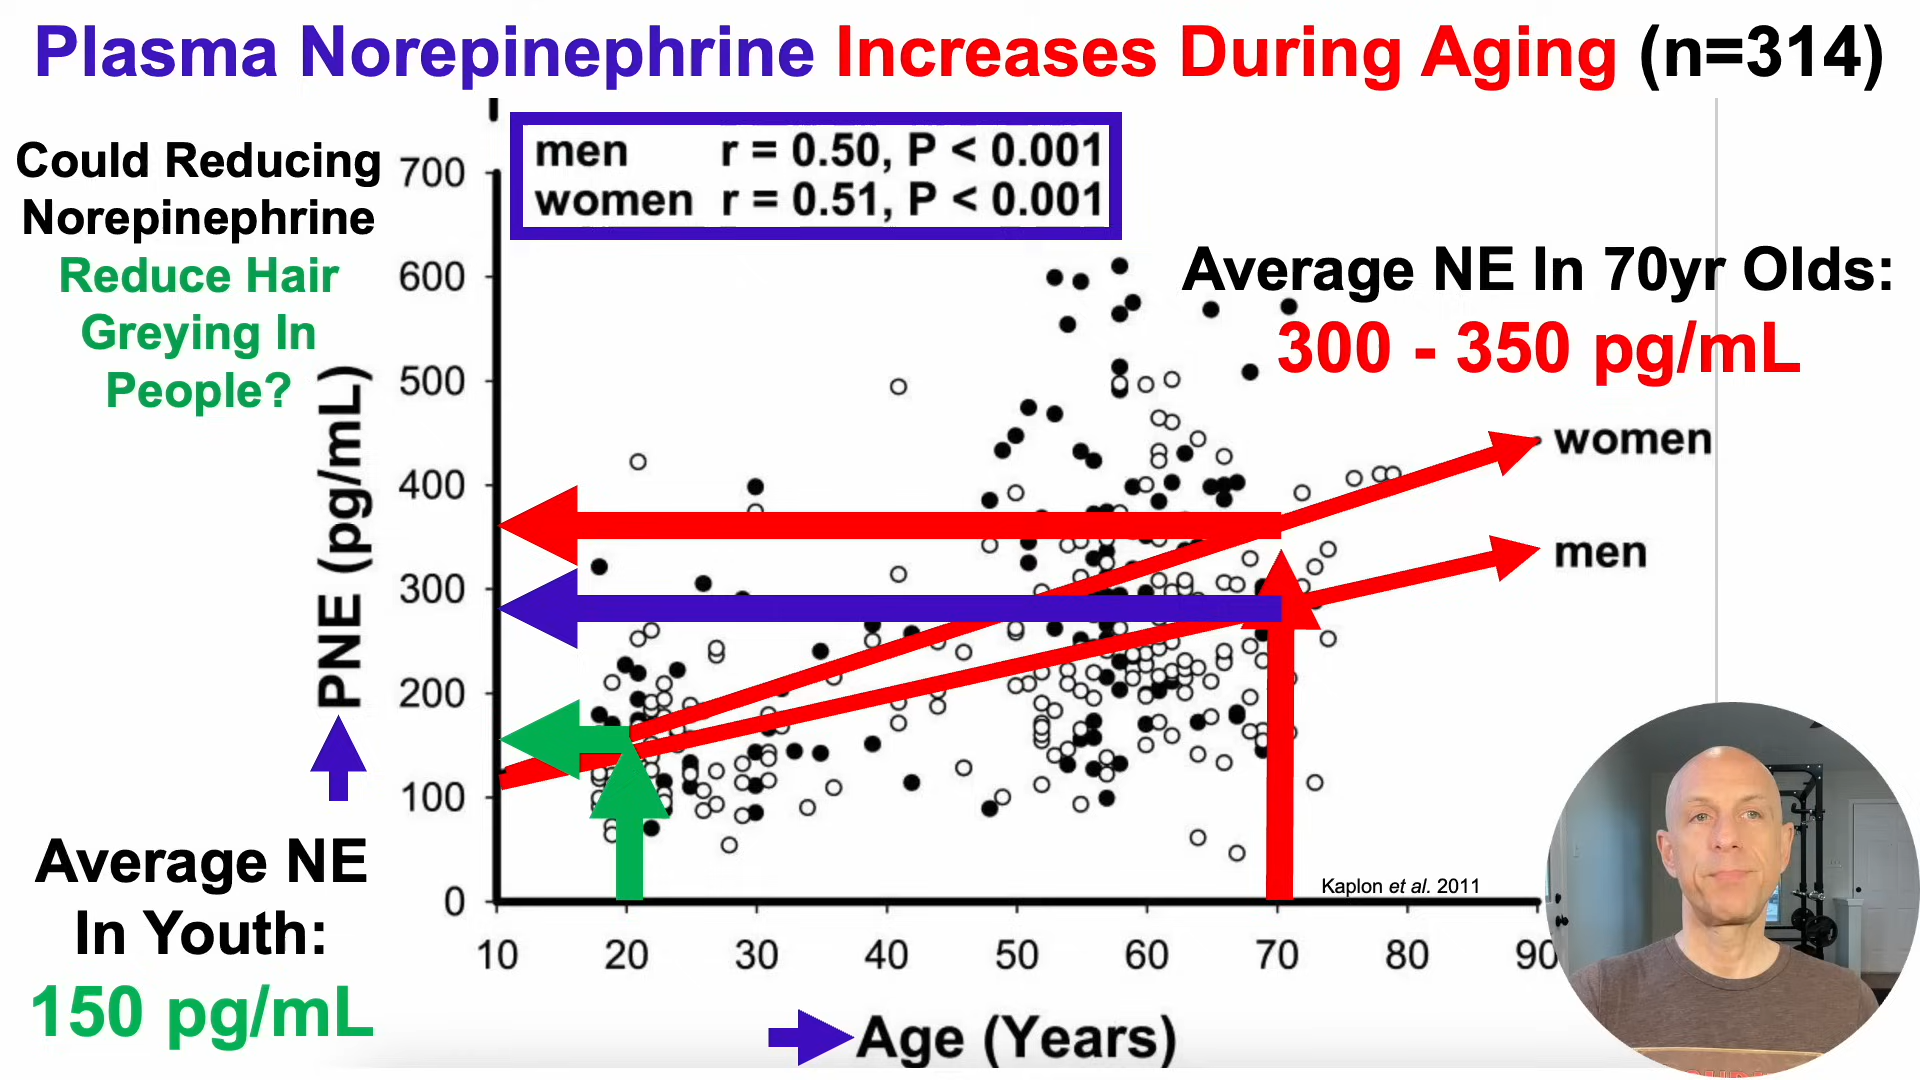 Plasma Norepinephrine Increases During Aging (n=314)
Could Reducing
Norepinephrine
Reduce Hair
Greying In
People?
men r = 0.50, P < 0.001
women r = 0.51, P < 0.001
Average NE In 70yr Olds:
300 - 350 pg/mL
women
men
PNE (pg/mL)
700
600
500
400
300
200
100
0
Average NE
In Youth:
150 pg/mL
Kaplon et al. 2011
10 20 30 40 50 60 70 80 90
Age (Years)